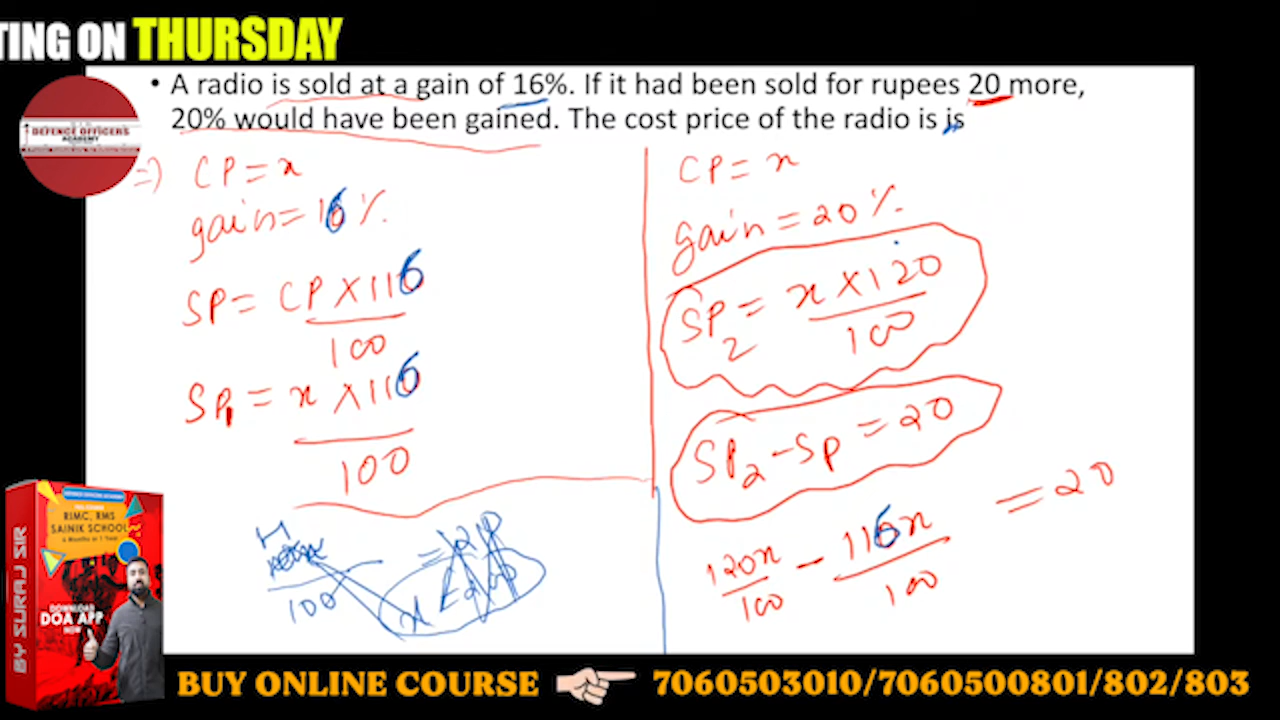 TING ON THURSDAY
• A radio is sold at a gain of 16%. If it had been sold for rupees 20 more,
20% would have been gained. The cost price of the radio is is
DEFENCE OFFICERS
ACADEMY
=) CP = x
gain = 16 %.
SP = CP X 116
100
SP1 = x X 116
100
100
CP = x
gain = 20 %.
SP2 = x X 120
100
SP2 - SP = 20
120x/100 - 116x/100 = 20
RIMC, RMS
SAINIK SCHOOL
DOWNLOAD
DOA APP
NOW
BY SURAJ SIR
BUY ONLINE COURSE 7060503010/7060500801/802/803